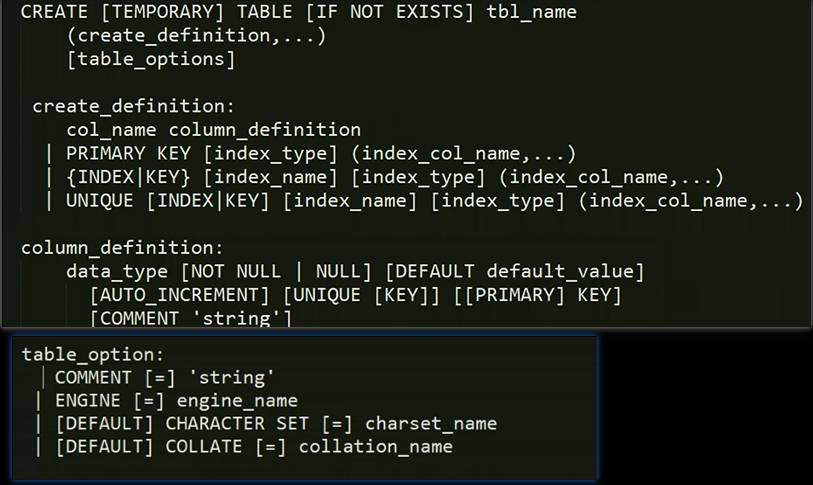 CREATE [TEMPORARY] TABLE [IF NOT EXISTS] tbl_name
(create_definition,...)
[table_options]
create_definition:
col_name column_definition
| PRIMARY KEY [index_type] (index_col_name,...)
| {INDEX|KEY} [index_name] [index_type] (index_col_name,...)
| UNIQUE [INDEX|KEY] [index_name] [index_type] (index_col_name,...)
column_definition:
data_type [NOT NULL | NULL] [DEFAULT default_value]
[AUTO_INCREMENT] [UNIQUE [KEY]] [[PRIMARY] KEY]
[COMMENT 'string']
table_option:
| COMMENT [=] 'string'
| ENGINE [=] engine_name
| [DEFAULT] CHARACTER SET [=] charset_name
| [DEFAULT] COLLATE [=] collation_name